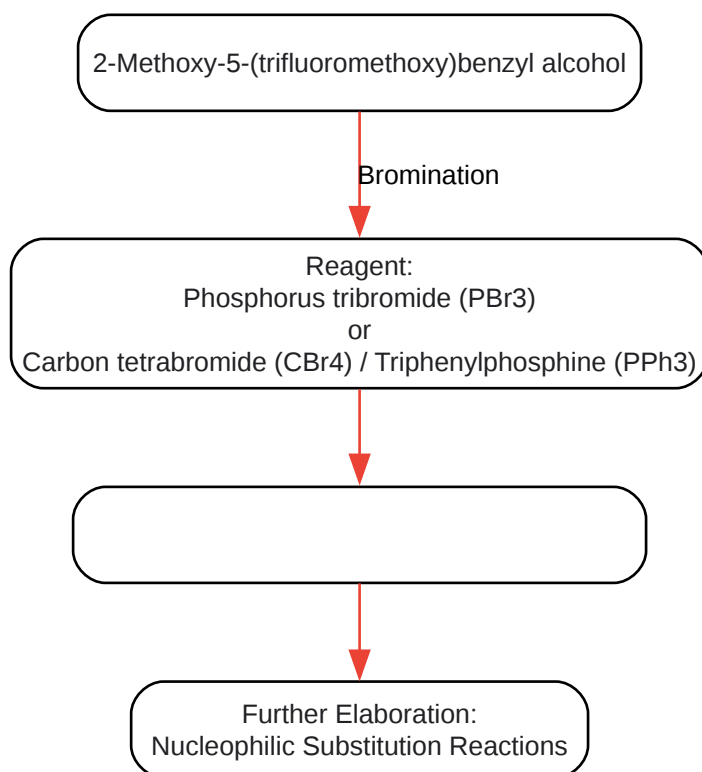 2-Methoxy-5-(trifluoromethoxy)benzyl alcohol
Bromination
Reagent:
Phosphorus tribromide (PBr3)
or
Carbon tetrabromide (CBr4) / Triphenylphosphine (PPh3)
Further Elaboration:
Nucleophilic Substitution Reactions